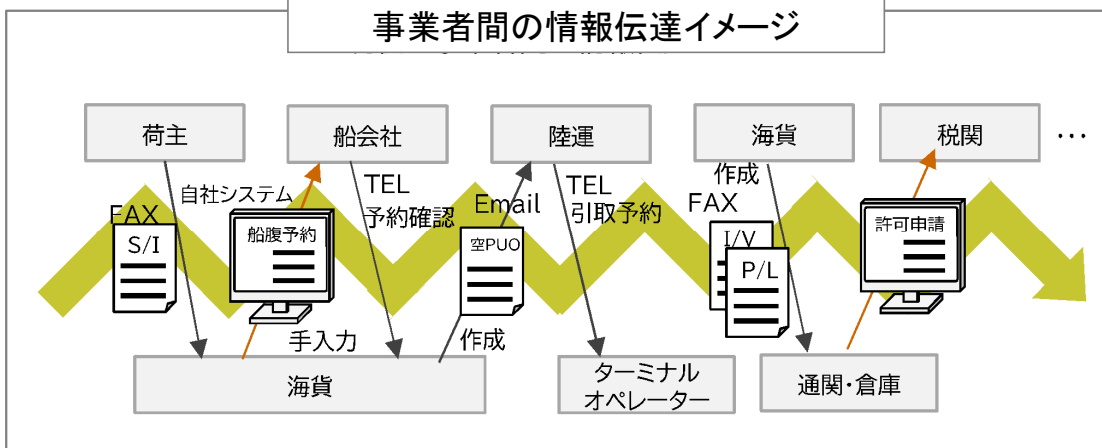 事業者間の情報伝達イメージ
荷主
船会社
陸運
海貨
税関
…
自社システム
FAX
S/I
船腹予約
手入力
TEL
予約確認
Email
空PUO
作成
TEL
引取予約
作成
FAX
I/V
P/L
許可申請
海貨
ターミナル
オペレーター
通関・倉庫